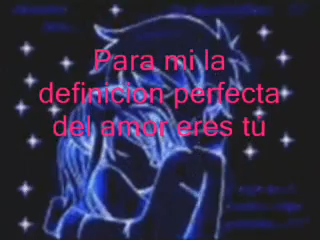 Para mi la
definicion perfecta
del amor eres tú